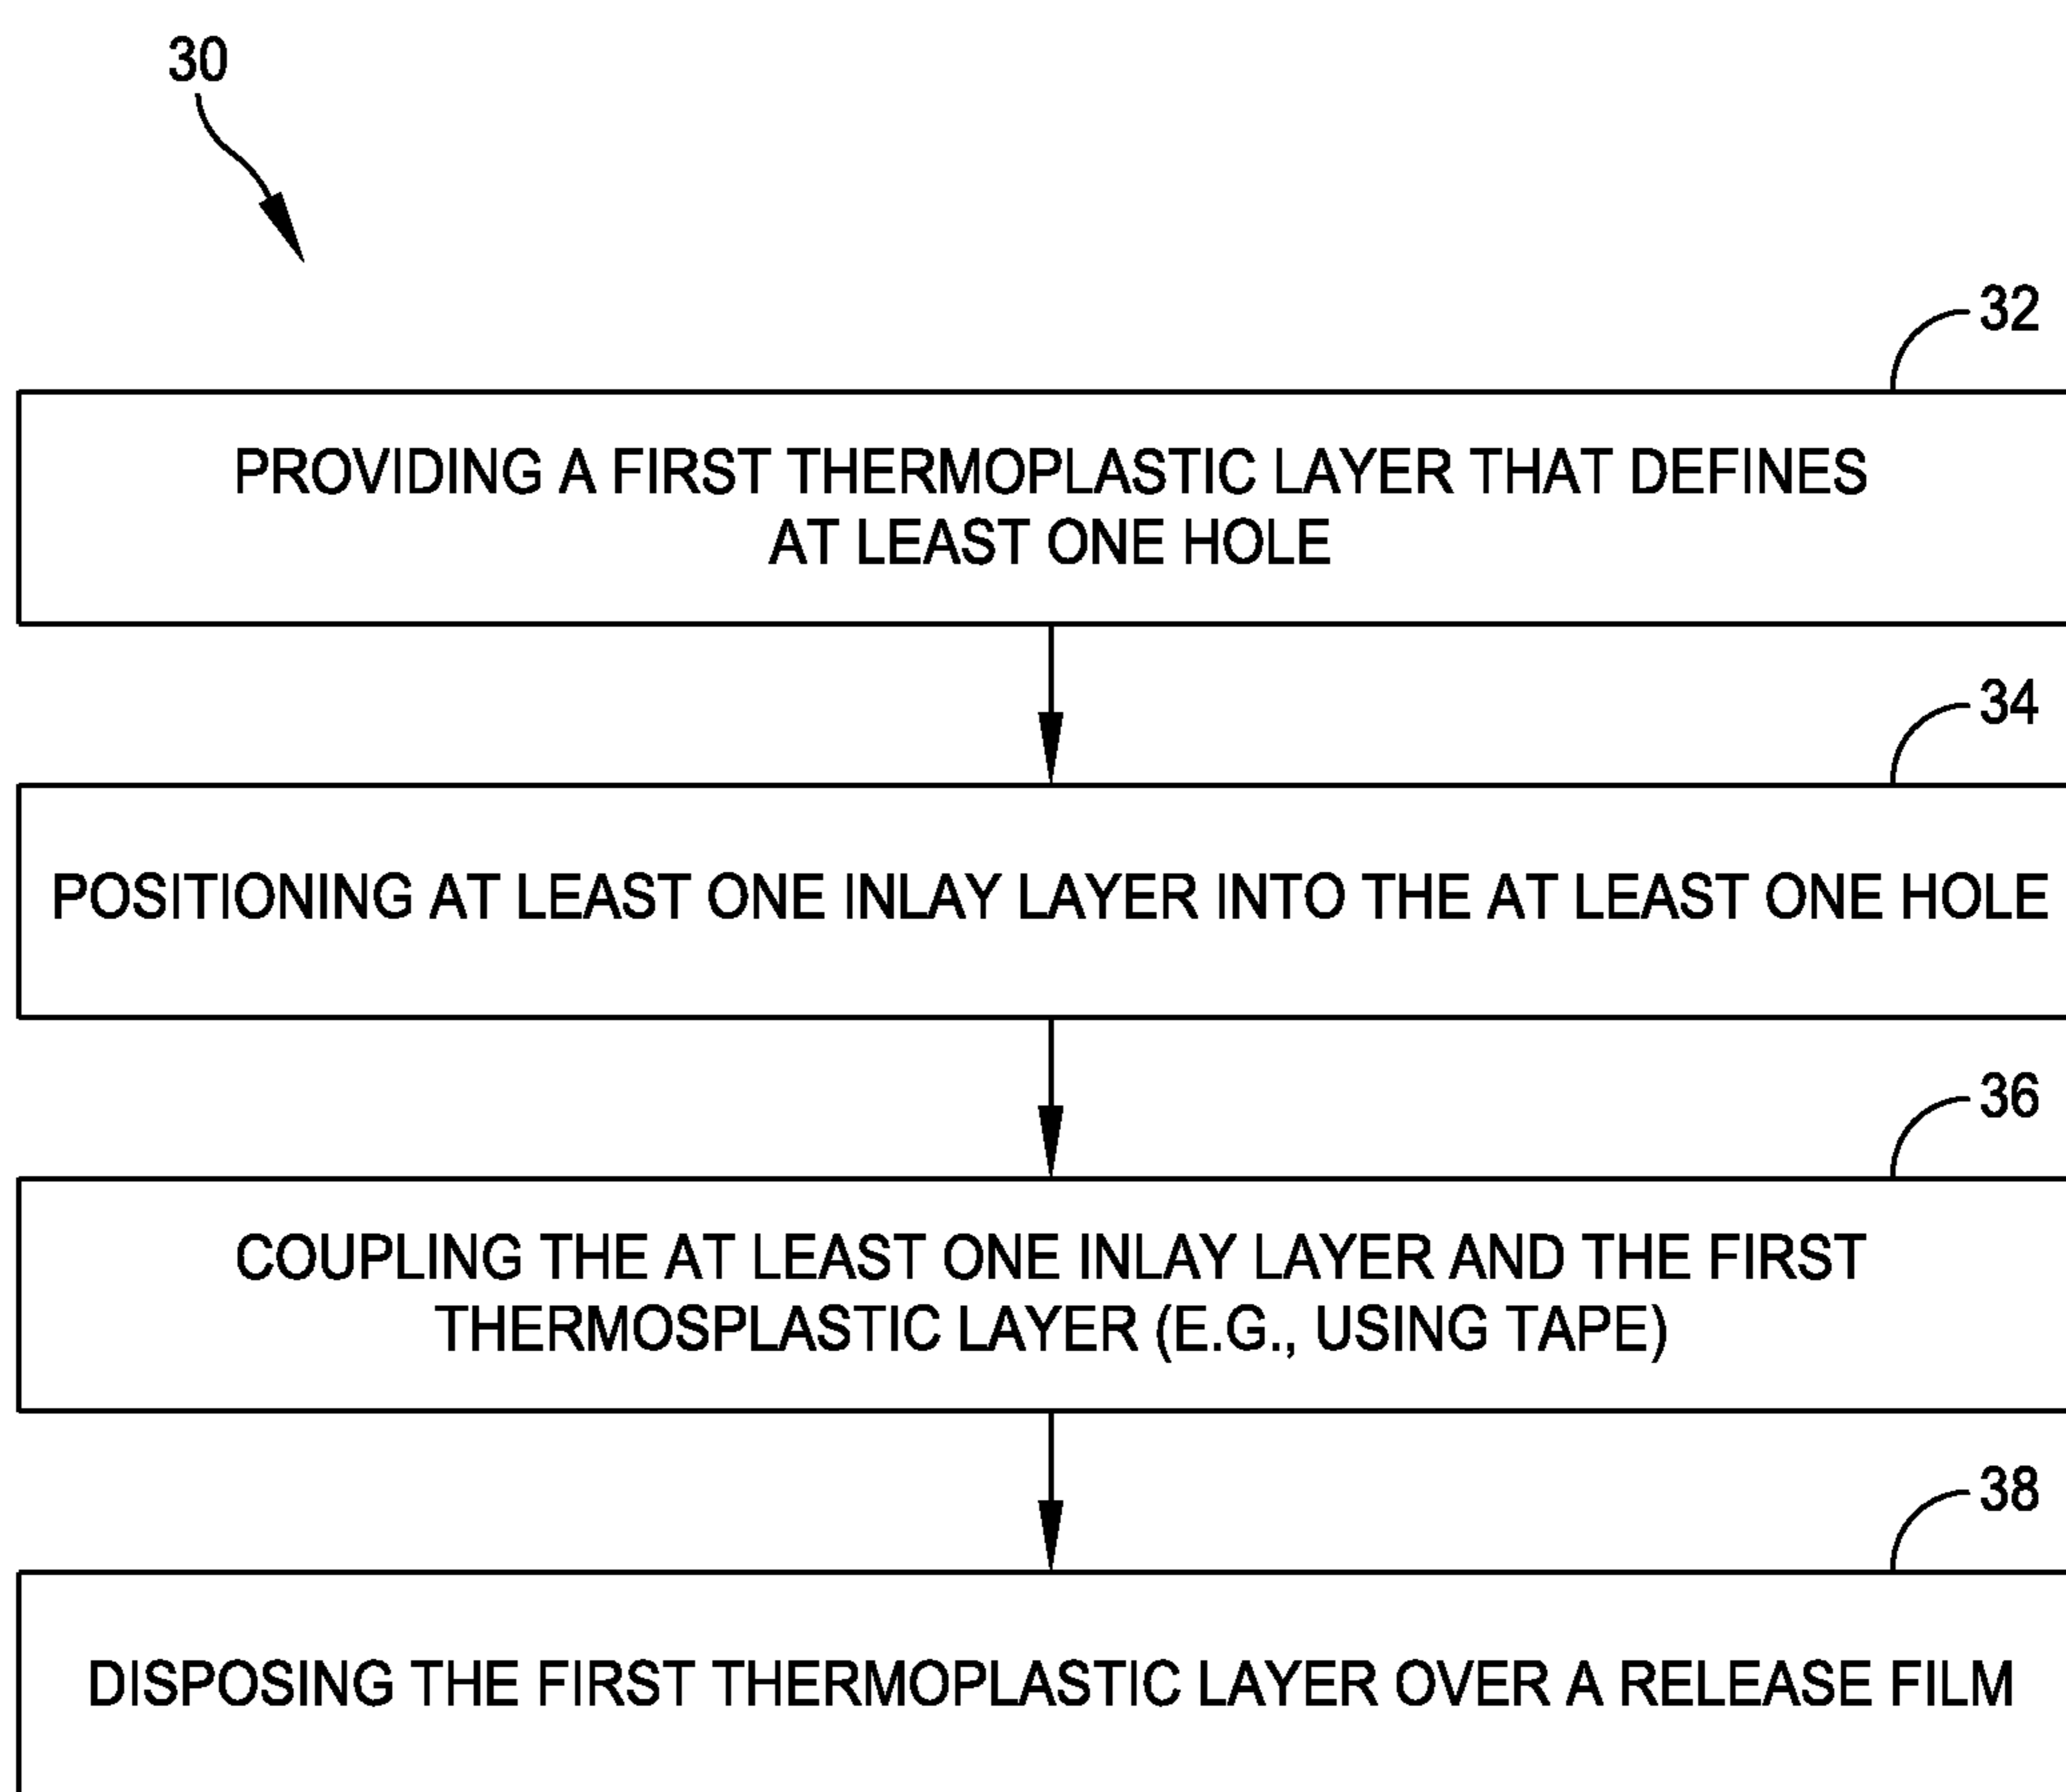 30
32
PROVIDING A FIRST THERMOPLASTIC LAYER THAT DEFINES
AT LEAST ONE HOLE
34
POSITIONING AT LEAST ONE INLAY LAYER INTO THE AT LEAST ONE HOLE
36
COUPLING THE AT LEAST ONE INLAY LAYER AND THE FIRST
THERMOSPLASTIC LAYER (E.G., USING TAPE)
38
DISPOSING THE FIRST THERMOPLASTIC LAYER OVER A RELEASE FILM